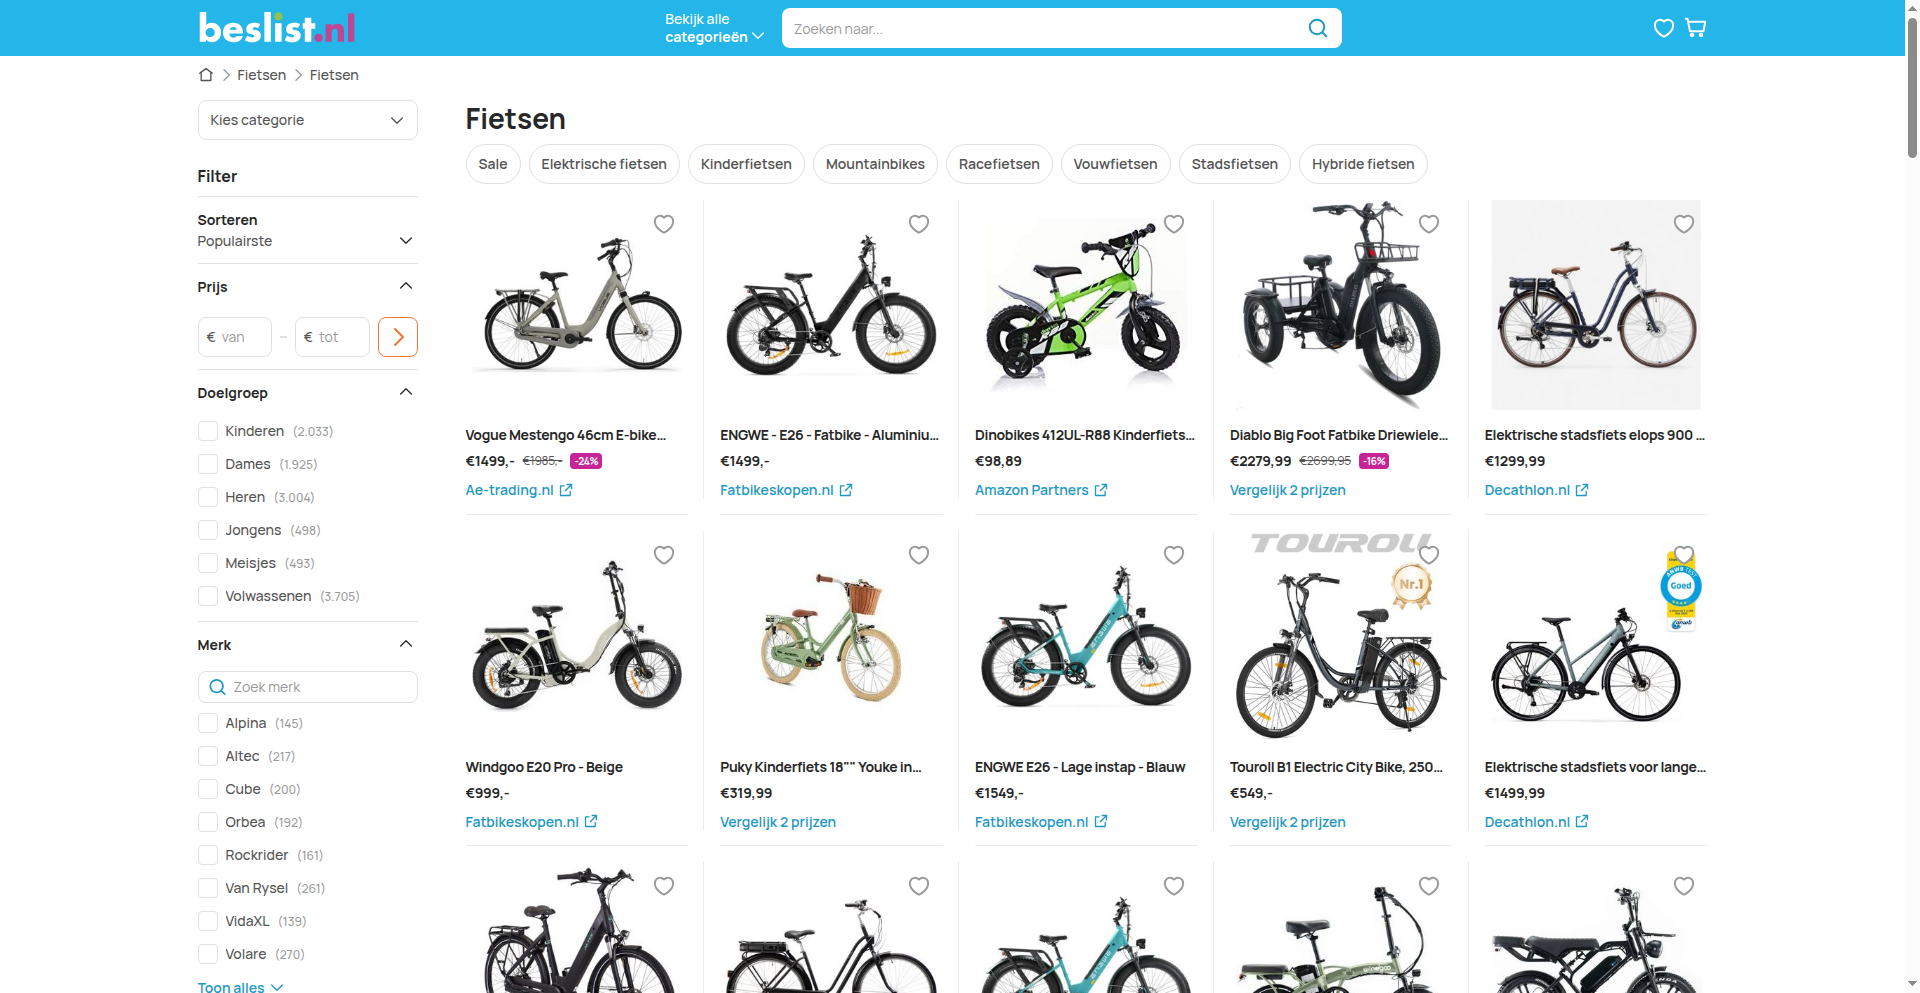 beslist.nl
Bekijk alle
categorieën
Zoeken naar...
Fietsen
Fietsen
Kies categorie
Filter
Sorteren
Populairste
Prijs
€ van
–
€ tot
Doelgroep
Kinderen (2.033)
Dames (1.925)
Heren (3.004)
Jongens (498)
Meisjes (493)
Volwassenen (3.705)
Merk
Zoek merk
Alpina (145)
Altec (217)
Cube (200)
Orbea (192)
Rockrider (161)
Van Rysel (261)
VidaXL (139)
Volare (270)
Toon alles
Fietsen
Sale
Elektrische fietsen
Kinderfietsen
Mountainbikes
Racefietsen
Vouwfietsen
Stadsfietsen
Hybride fietsen
Vogue Mestengo 46cm E-bike...
€1499,- €1985,- -24%
Ae-trading.nl
ENGWE - E26 - Fatbike - Aluminiu...
€1499,-
Fatbikeskopen.nl
Dinobikes 412UL-R88 Kinderfiets...
€98,89
Amazon Partners
Diablo Big Foot Fatbike Driewiele...
€2279,99 €2699,95 -16%
Vergelijk 2 prijzen
Elektrische stadsfiets elops 900 ...
€1299,99
Decathlon.nl
Windgoo E20 Pro - Beige
€999,-
Fatbikeskopen.nl
Puky Kinderfiets 18"" Youke in...
€319,99
Vergelijk 2 prijzen
ENGWE E26 - Lage instap - Blauw
€1549,-
Fatbikeskopen.nl
TOUROLL
Nr.1
Touroll B1 Electric City Bike, 250...
€549,-
Vergelijk 2 prijzen
Goed
Elektrische stadsfiets voor lange...
€1499,99
Decathlon.nl